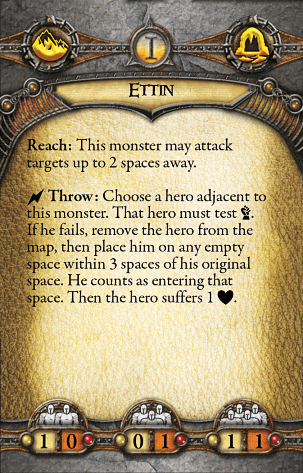 I
ETTIN
Reach: This monster may attack
targets up to 2 spaces away.
Throw: Choose a hero adjacent to
this monster. That hero must test .
If he fails, remove the hero from the
map, then place him on any empty
space within 3 spaces of his original
space. He counts as entering that
space. Then the hero suffers 1 .
1 0 0 1 1 1